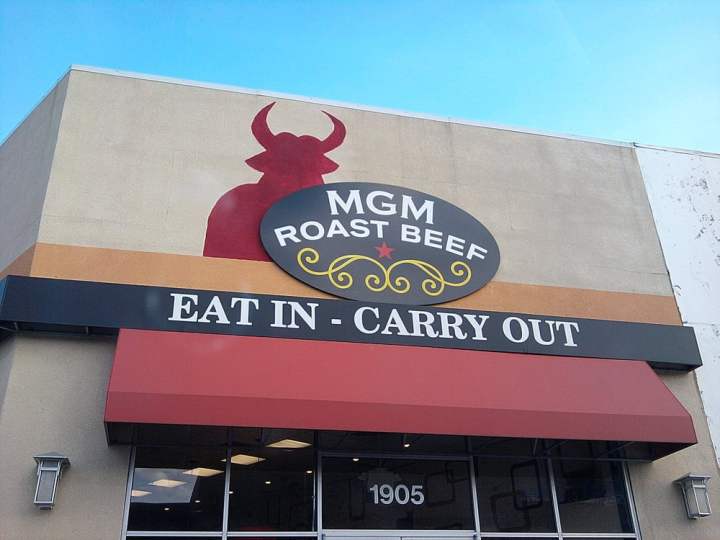 MGM
ROAST BEEF
EAT IN - CARRY OUT
1905